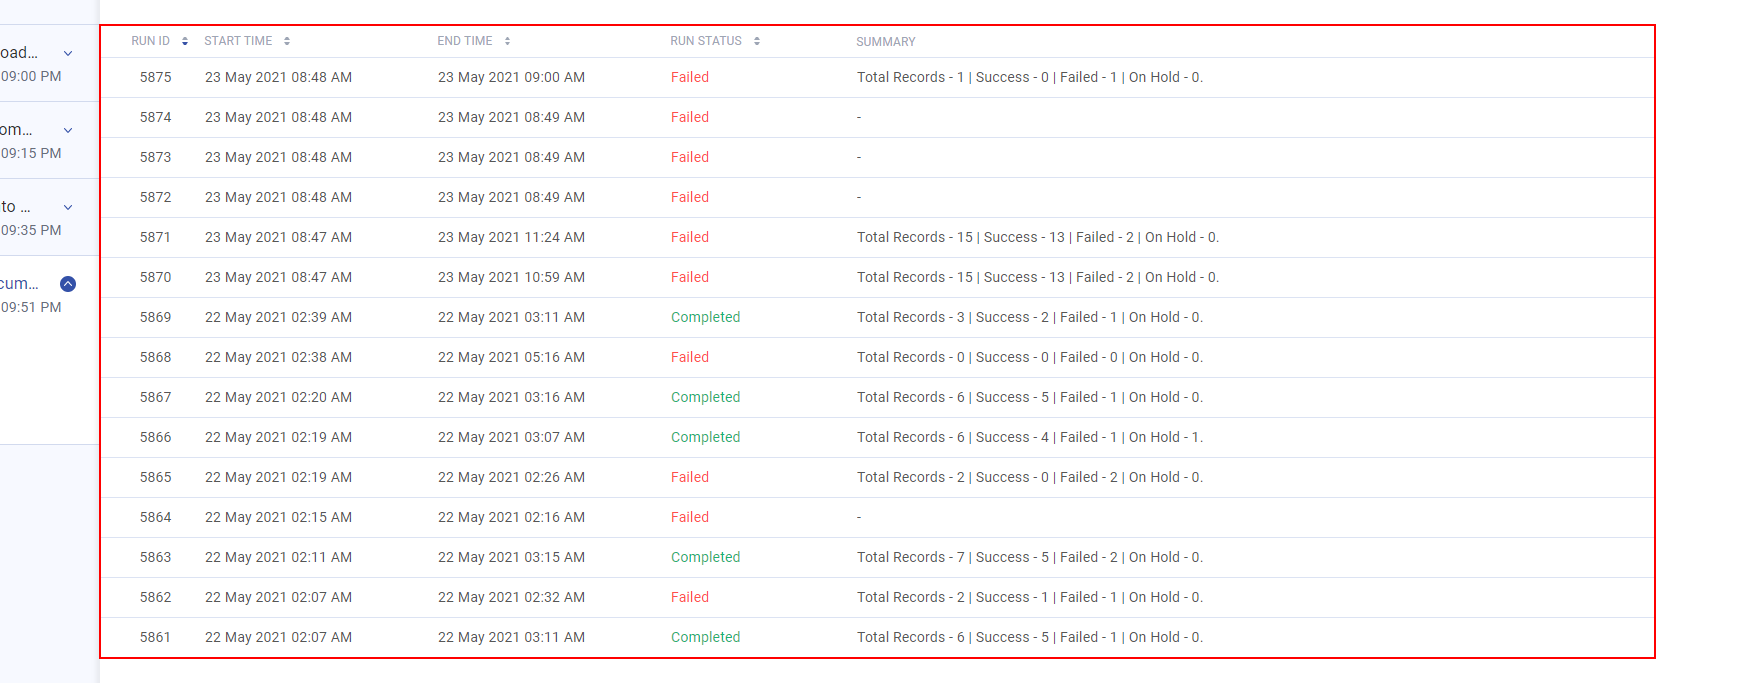 oad...
09:00 PM
om...
09:15 PM
to ...
09:35 PM
cum...
09:51 PM
RUN ID START TIME END TIME RUN STATUS SUMMARY
5875 23 May 2021 08:48 AM 23 May 2021 09:00 AM Failed Total Records - 1 | Success - 0 | Failed - 1 | On Hold - 0.
5874 23 May 2021 08:48 AM 23 May 2021 08:49 AM Failed -
5873 23 May 2021 08:48 AM 23 May 2021 08:49 AM Failed -
5872 23 May 2021 08:48 AM 23 May 2021 08:49 AM Failed -
5871 23 May 2021 08:47 AM 23 May 2021 11:24 AM Failed Total Records - 15 | Success - 13 | Failed - 2 | On Hold - 0.
5870 23 May 2021 08:47 AM 23 May 2021 10:59 AM Failed Total Records - 15 | Success - 13 | Failed - 2 | On Hold - 0.
5869 22 May 2021 02:39 AM 22 May 2021 03:11 AM Completed Total Records - 3 | Success - 2 | Failed - 1 | On Hold - 0.
5868 22 May 2021 02:38 AM 22 May 2021 05:16 AM Failed Total Records - 0 | Success - 0 | Failed - 0 | On Hold - 0.
5867 22 May 2021 02:20 AM 22 May 2021 03:16 AM Completed Total Records - 6 | Success - 5 | Failed - 1 | On Hold - 0.
5866 22 May 2021 02:19 AM 22 May 2021 03:07 AM Completed Total Records - 6 | Success - 4 | Failed - 1 | On Hold - 1.
5865 22 May 2021 02:19 AM 22 May 2021 02:26 AM Failed Total Records - 2 | Success - 0 | Failed - 2 | On Hold - 0.
5864 22 May 2021 02:15 AM 22 May 2021 02:16 AM Failed -
5863 22 May 2021 02:11 AM 22 May 2021 03:15 AM Completed Total Records - 7 | Success - 5 | Failed - 2 | On Hold - 0.
5862 22 May 2021 02:07 AM 22 May 2021 02:32 AM Failed Total Records - 2 | Success - 1 | Failed - 1 | On Hold - 0.
5861 22 May 2021 02:07 AM 22 May 2021 03:11 AM Completed Total Records - 6 | Success - 5 | Failed - 1 | On Hold - 0.